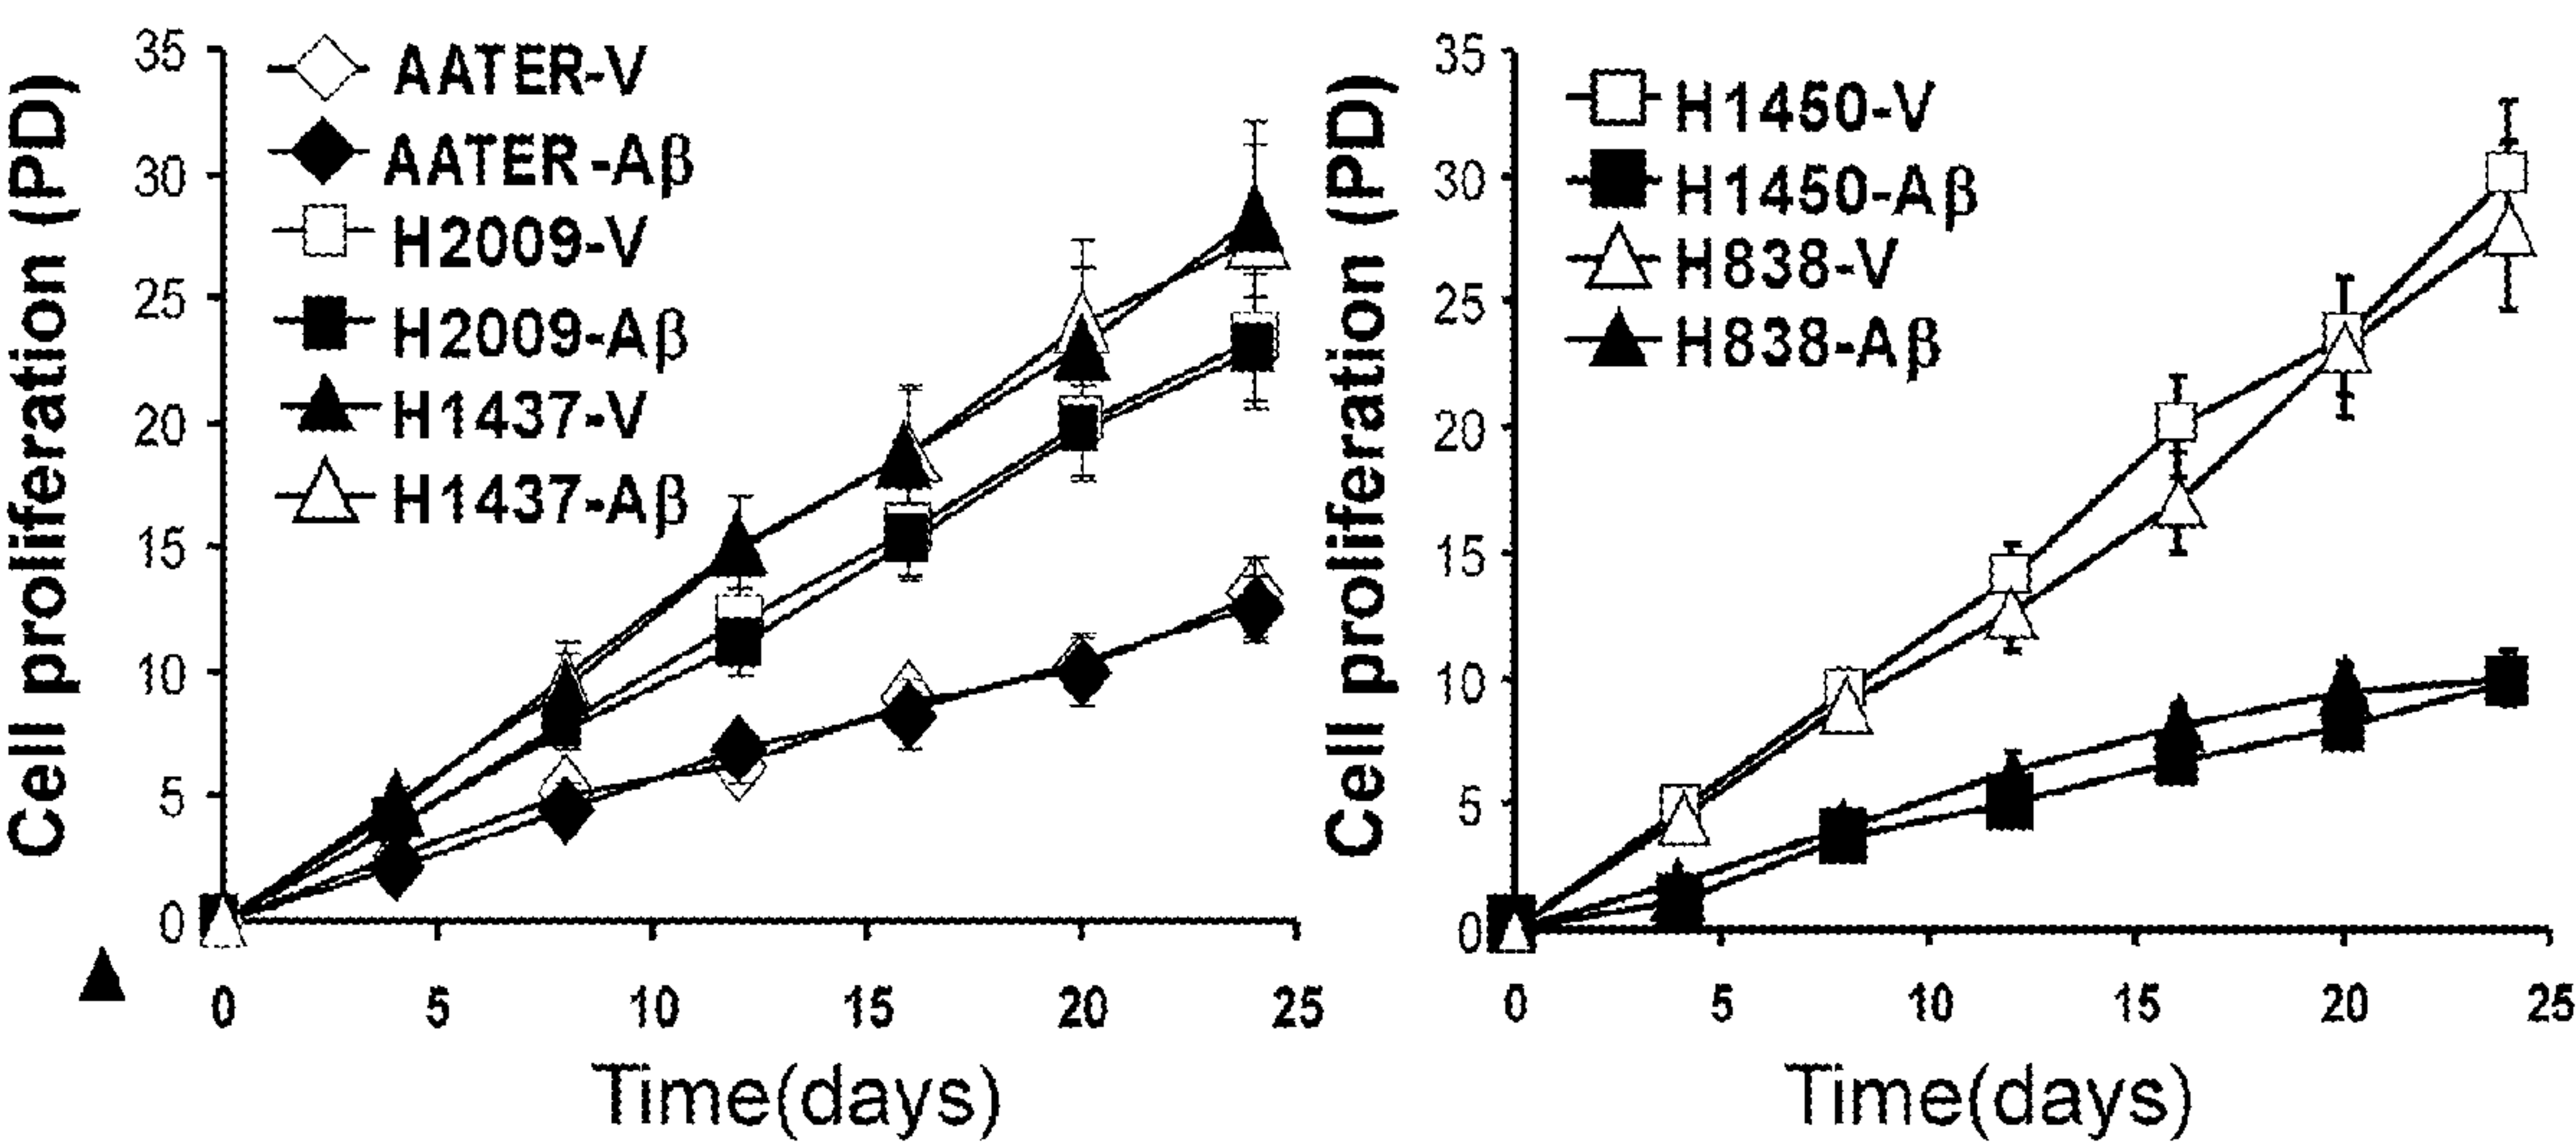 Cell proliferation (PD)
35
30
25
20
15
10
5
0
AATER-V
AATER-Aβ
H2009-V
H2009-Aβ
H1437-V
H1437-Aβ
0 5 10 15 20 25
Time(days)
Cell proliferation (PD)
35
30
25
20
15
10
5
0
H1450-V
H1450-Aβ
H838-V
H838-Aβ
0 5 10 15 20 25
Time(days)